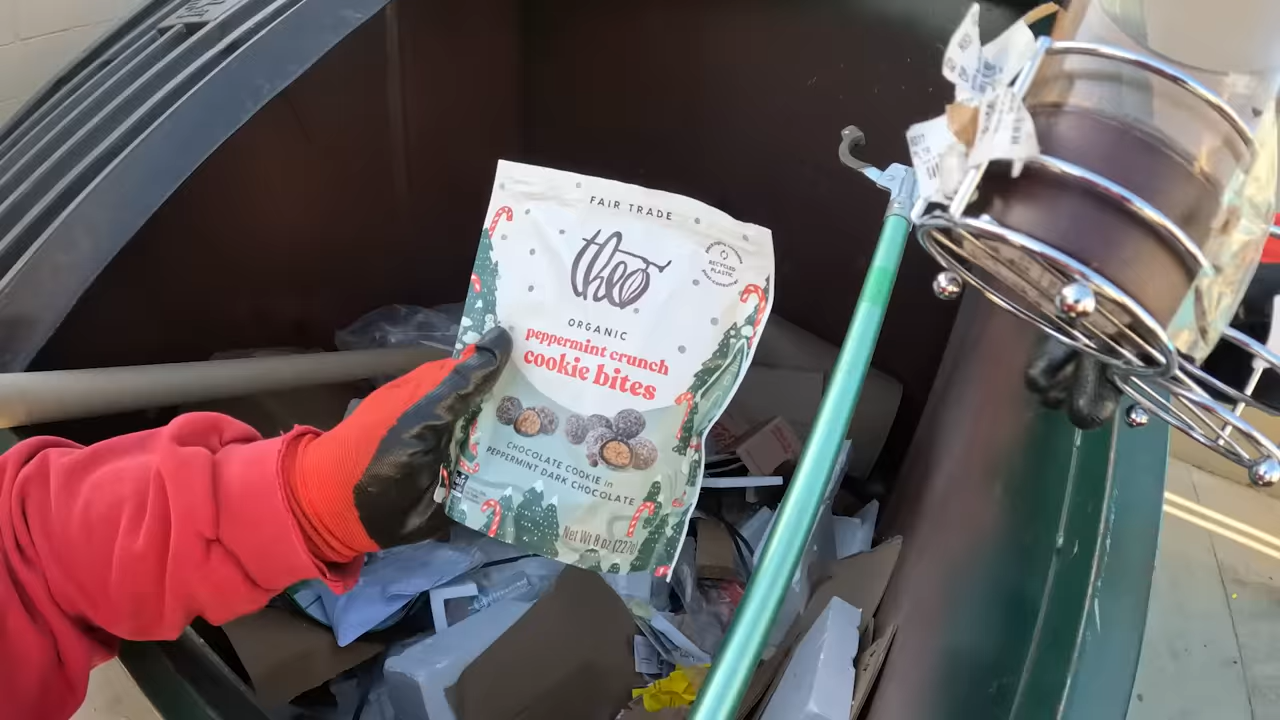 FAIR TRADE
theo
RECYCLED
PLASTIC
ORGANIC
peppermint crunch
cookie bites
CHOCOLATE COOKIE in
PEPPERMINT DARK CHOCOLATE
Net Wt 8 oz (227g)